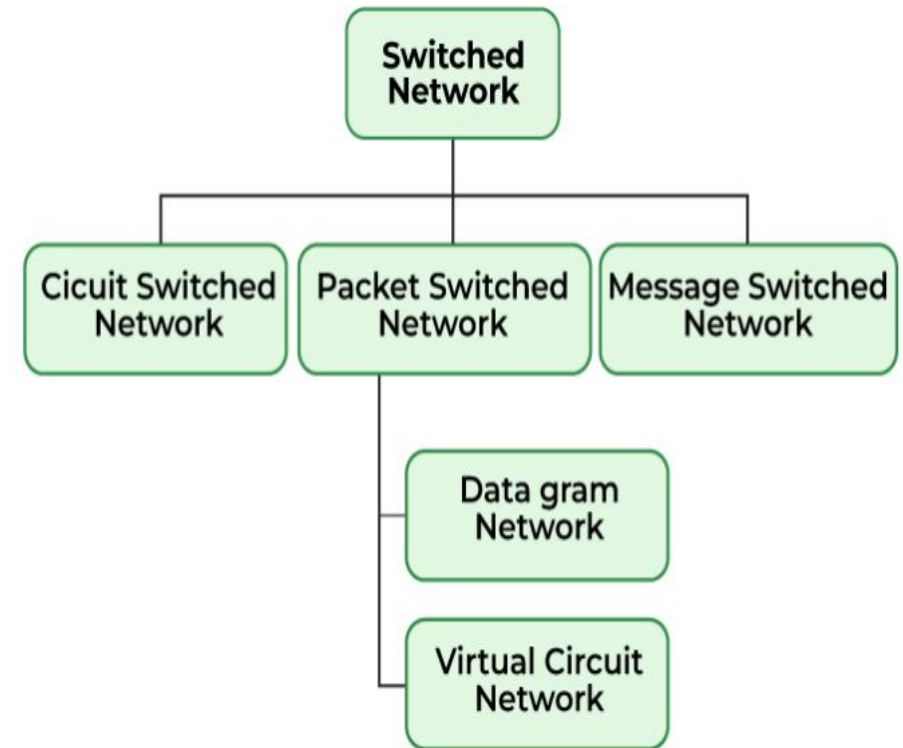 Switched
Network
Cicuit Switched
Network
Packet Switched
Network
Message Switched
Network
Data gram
Network
Virtual Circuit
Network